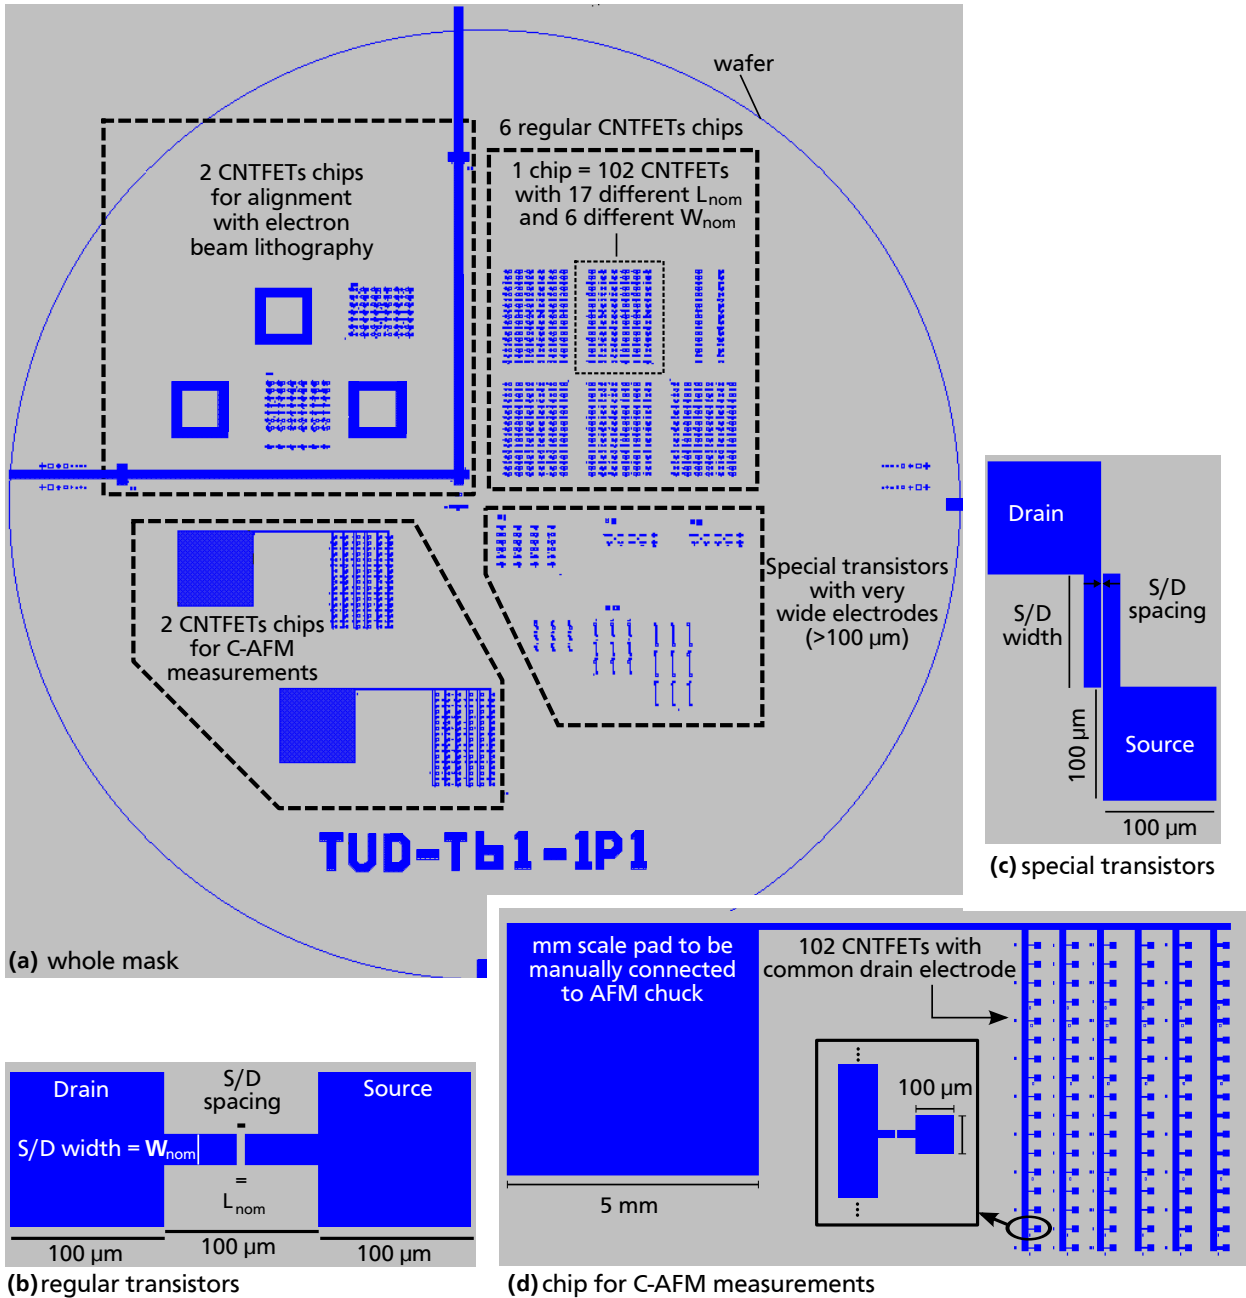 wafer
6 regular CNTFETs chips
2 CNTFETs chips
for alignment
with electron
beam lithography
1 chip = 102 CNTFETs
with 17 different Lnom
and 6 different Wnom
2 CNTFETs chips
for C-AFM
measurements
Special transistors
with very
wide electrodes
(>100 µm)
TUD-Tb1-1P1
(a) whole mask
Drain
S/D
width
S/D
spacing
100 µm
Source
100 µm
(c) special transistors
Drain
S/D
spacing
Source
S/D width = Wnom
=
Lnom
100 µm
100 µm
100 µm
(b) regular transistors
mm scale pad to be
manually connected
to AFM chuck
102 CNTFETs with
common drain electrode
100 µm
5 mm
(d) chip for C-AFM measurements